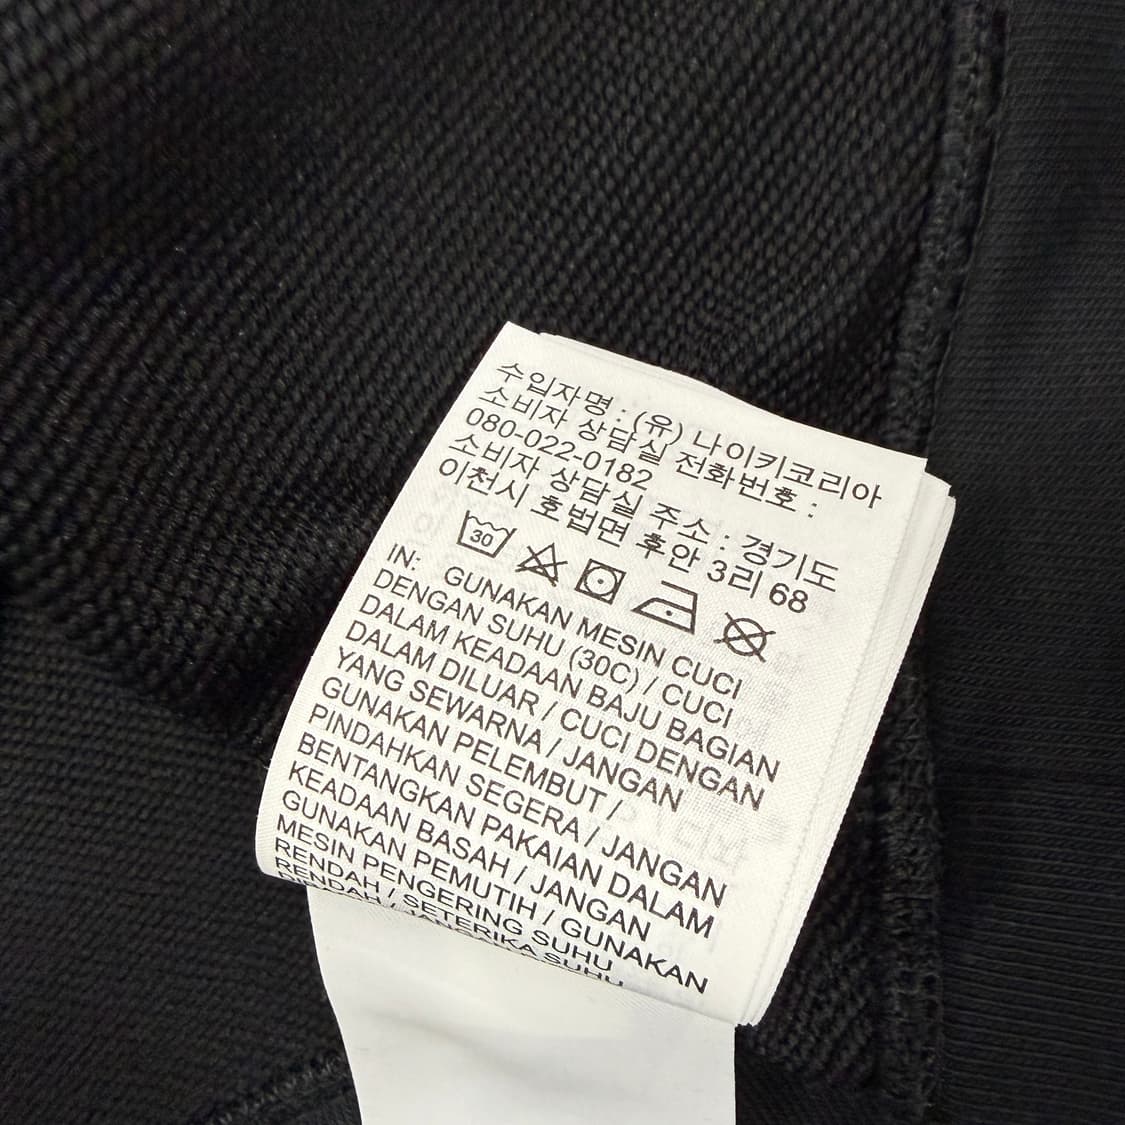 수입자명 : (유) 나이키코리아
소비자 상담실 전화번호 :
080-022-0182
소비자 상담실 주소 : 경기도
이천시 호법면 후안 3리 68
30
IN: GUNAKAN MESIN CUCI
DENGAN SUHU (30C) / CUCI
DALAM KEADAAN BAJU BAGIAN
DALAM DILUAR / CUCI DENGAN
YANG SEWARNA / JANGAN
GUNAKAN PELEMBUT /
PINDAHKAN SEGERA / JANGAN
BENTANGKAN PAKAIAN DALAM
KEADAAN BASAH / JANGAN
GUNAKAN PEMUTIH / GUNAKAN
MESIN PENGERING SUHU
RENDAH / SETERIKA SUHU